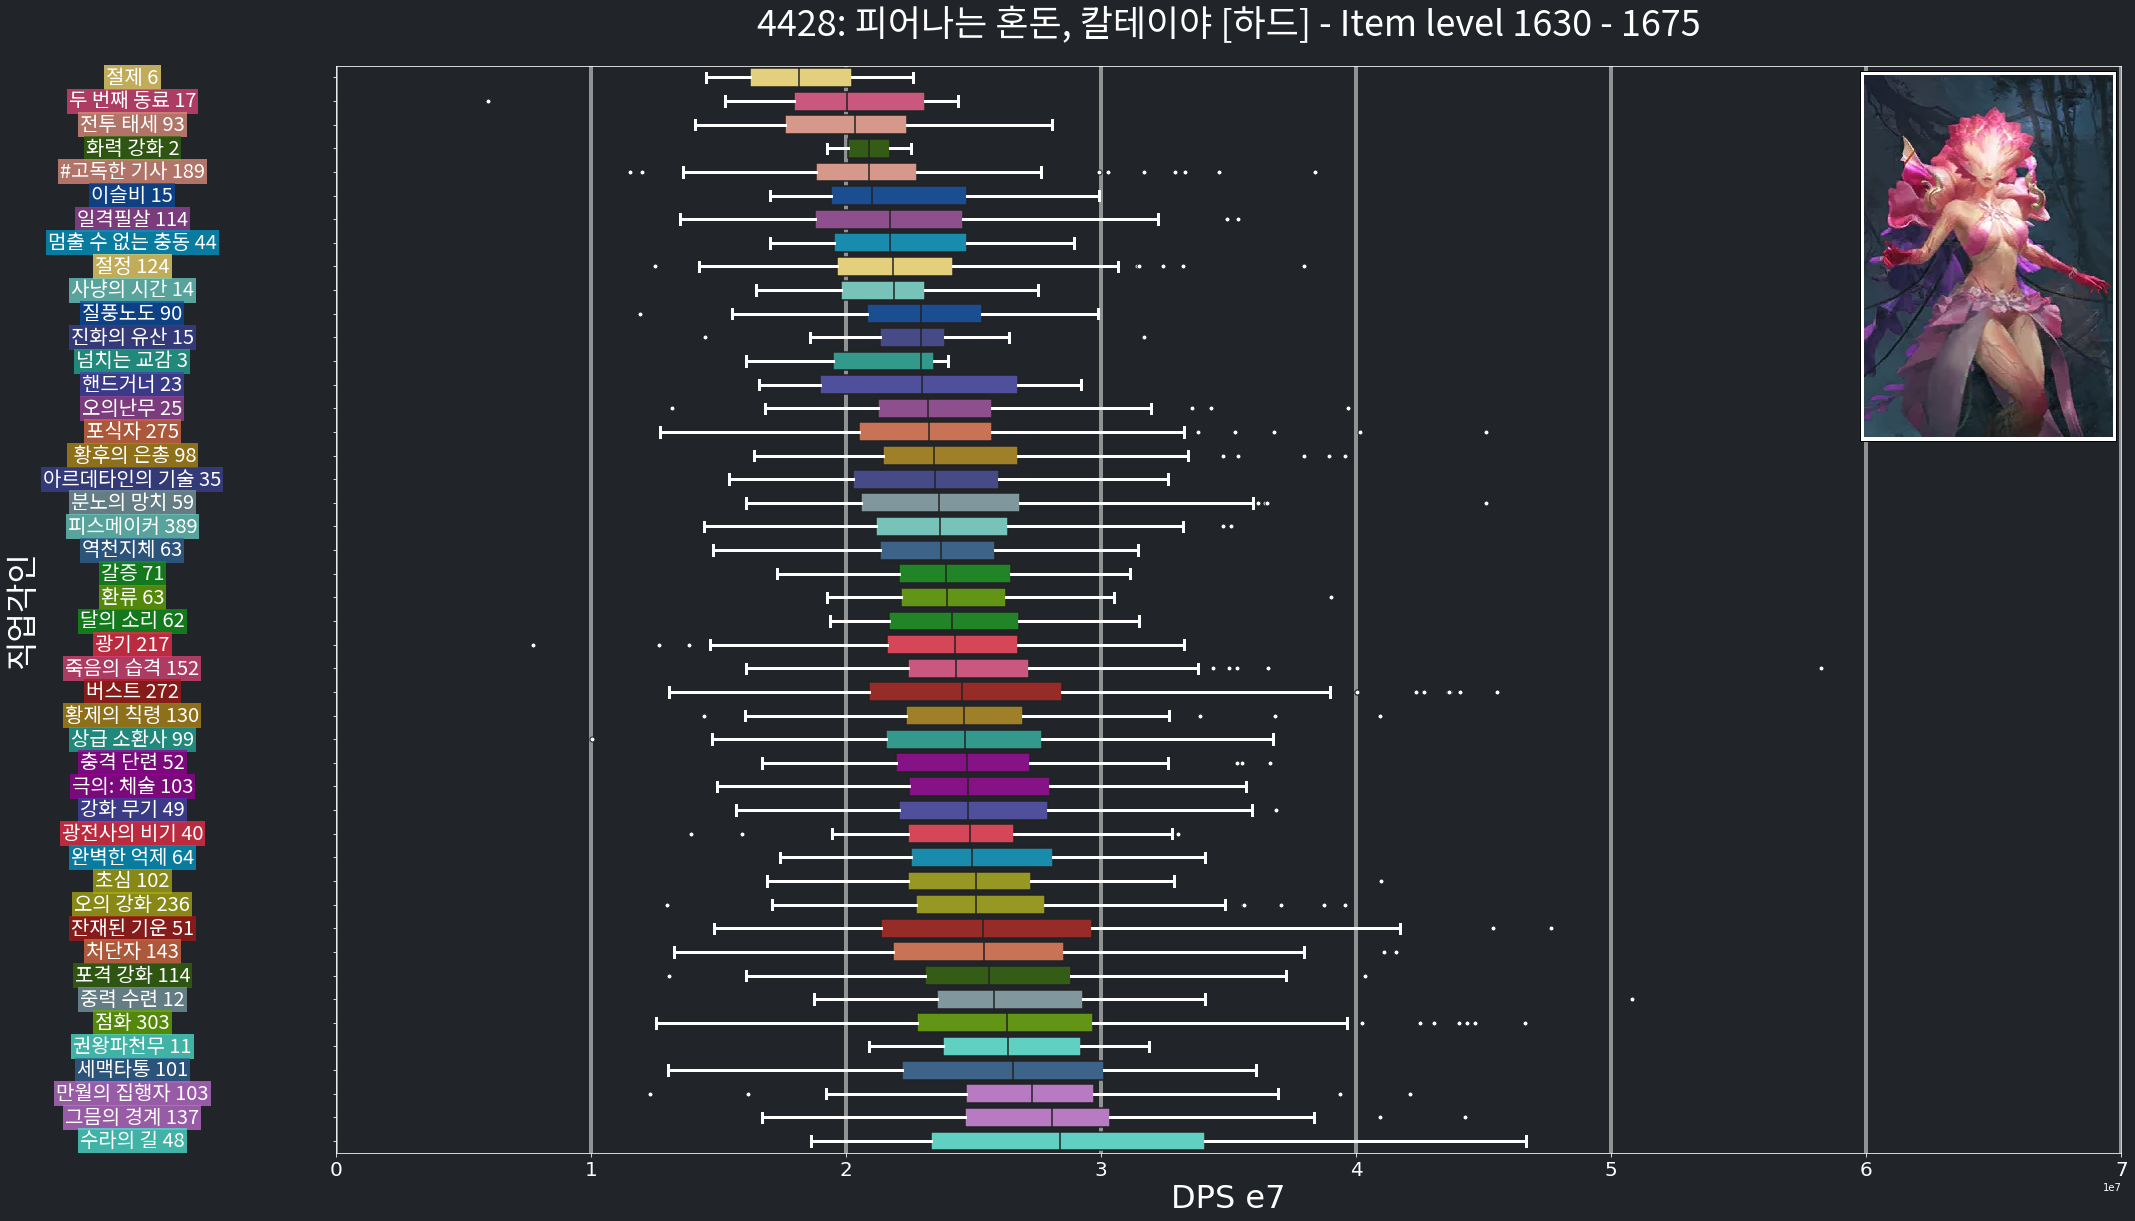 4428: 피어나는 혼돈, 칼테이야 [하드] - Item level 1630 - 1675
절제 6
두 번째 동료 17
전투 태세 93
화력 강화 2
#고독한 기사 189
이슬비 15
일격필살 114
멈출 수 없는 충동 44
절정 124
사냥의 시간 14
질풍노도 90
진화의 유산 15
넘치는 교감 3
핸드거너 23
오의난무 25
포식자 275
황후의 은총 98
아르데타인의 기술 35
분노의 망치 59
피스메이커 389
역천지체 63
갈증 71
환류 63
달의 소리 62
광기 217
죽음의 습격 152
버스트 272
황제의 칙령 130
상급 소환사 99
충격 단련 52
극의: 체술 103
강화 무기 49
광전사의 비기 40
완벽한 억제 64
초심 102
오의 강화 236
잔재된 기운 51
처단자 143
포격 강화 114
중력 수련 12
점화 303
권왕파천무 11
세맥타통 101
만월의 집행자 103
그믐의 경계 137
수라의 길 48
직업각인
0 1 2 3 4 5 6 7
1e7
DPS e7